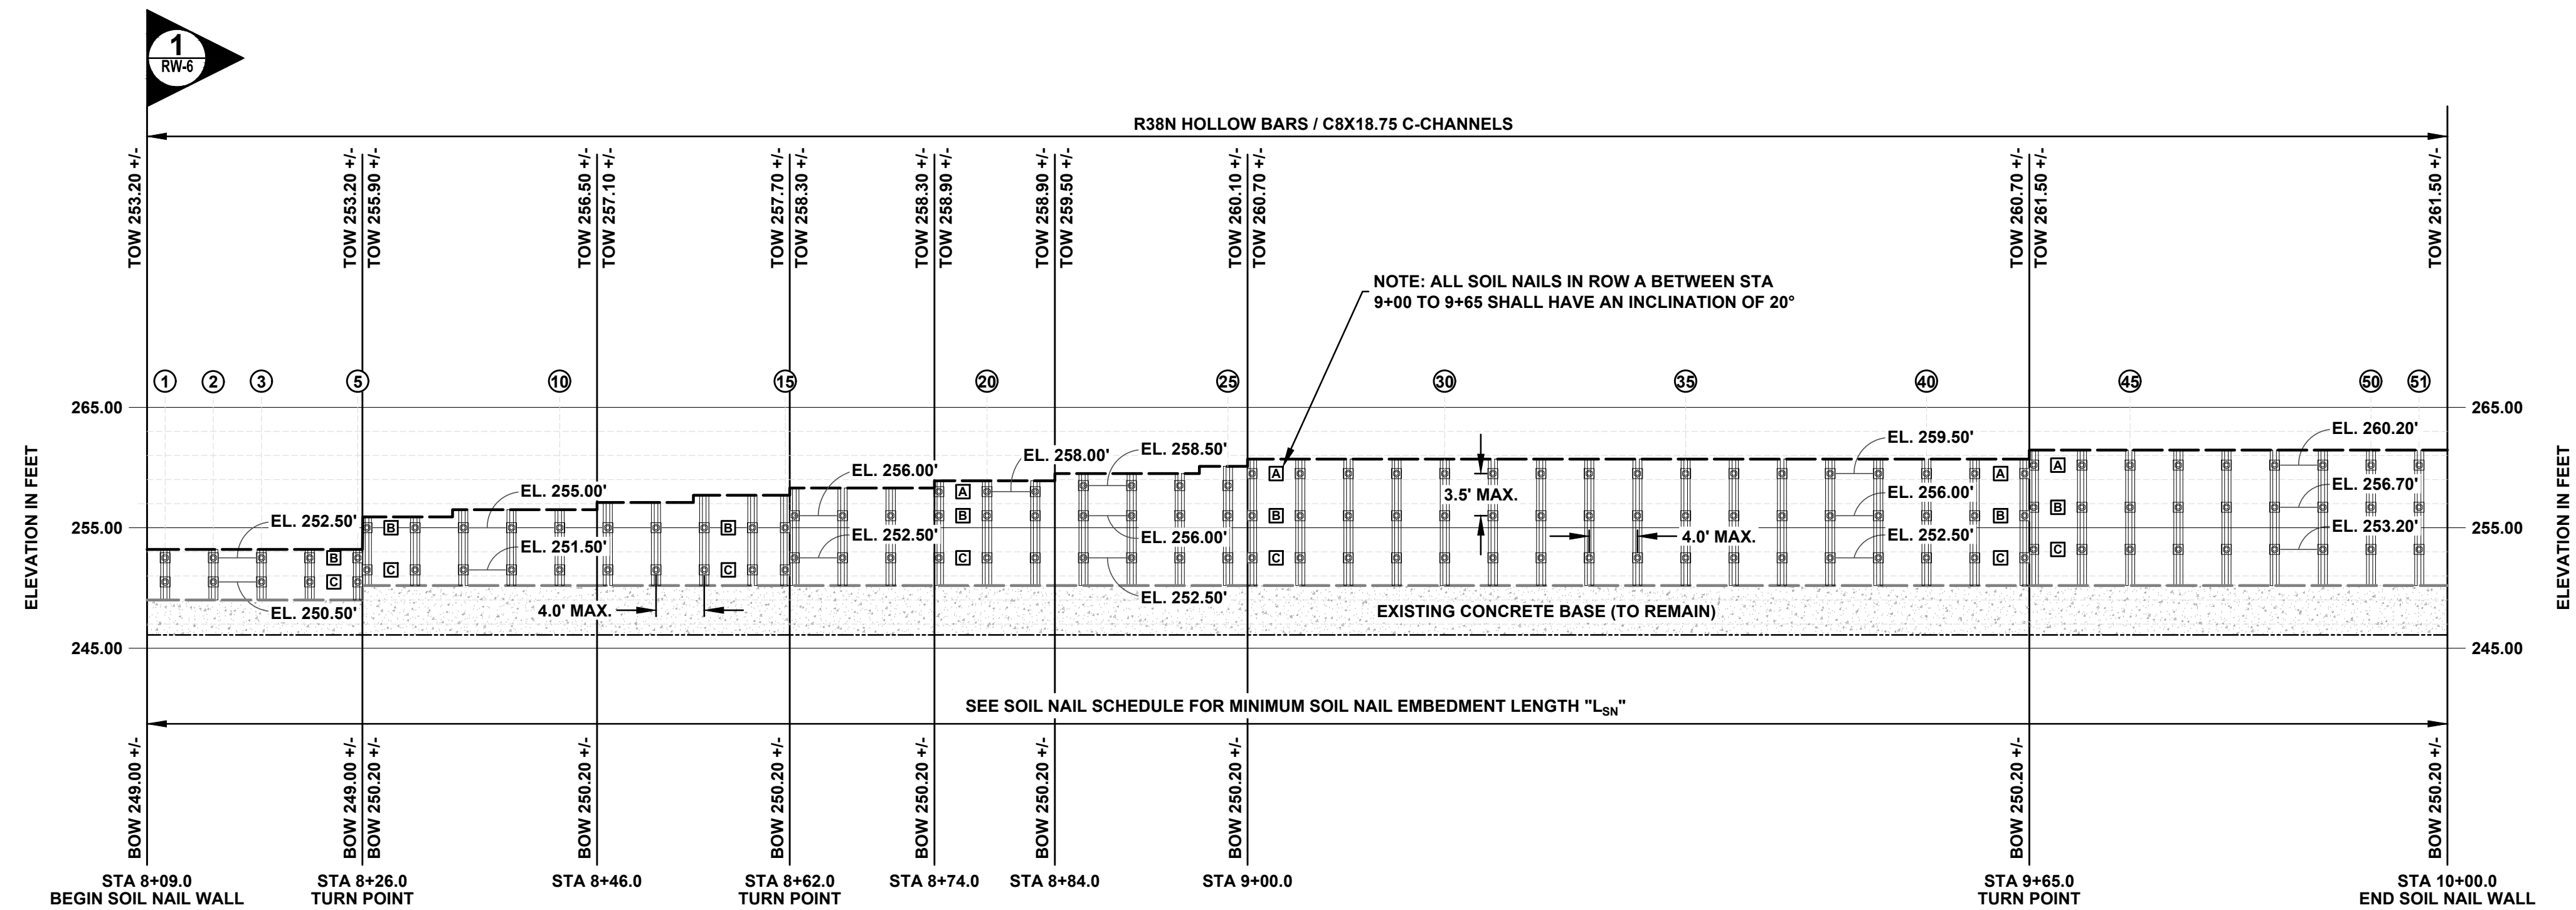 1
RW-6
R38N HOLLOW BARS / C8X18.75 C-CHANNELS
TOW 253.20 +/-
TOW 253.20 +/-
TOW 255.90 +/-
TOW 256.50 +/-
TOW 257.10 +/-
TOW 257.70 +/-
TOW 258.30 +/-
TOW 258.30 +/-
TOW 258.90 +/-
TOW 258.90 +/-
TOW 259.50 +/-
TOW 260.10 +/-
TOW 260.70 +/-
TOW 260.70 +/-
TOW 261.50 +/-
TOW 261.50 +/-
NOTE: ALL SOIL NAILS IN ROW A BETWEEN STA
9+00 TO 9+65 SHALL HAVE AN INCLINATION OF 20°
1 2 3 5 10 15 20 25 30 35 40 45 50 51
265.00
265.00
ELEVATION IN FEET
ELEVATION IN FEET
255.00
255.00
245.00
245.00
EL. 252.50'
B
C
EL. 250.50'
B
C
EL. 255.00'
EL. 251.50'
4.0' MAX.
B
C
EL. 256.00'
EL. 252.50'
A
B
C
EL. 258.00'
EL. 258.50'
EL. 256.00'
EL. 252.50'
A
B
C
3.5' MAX.
4.0' MAX.
EL. 259.50'
EL. 256.00'
EL. 252.50'
A
B
C
A
B
C
EL. 260.20'
EL. 256.70'
EL. 253.20'
EXISTING CONCRETE BASE (TO REMAIN)
SEE SOIL NAIL SCHEDULE FOR MINIMUM SOIL NAIL EMBEDMENT LENGTH "LSN"
BOW 249.00 +/-
BOW 249.00 +/-
BOW 250.20 +/-
BOW 250.20 +/-
BOW 250.20 +/-
BOW 250.20 +/-
BOW 250.20 +/-
BOW 250.20 +/-
BOW 250.20 +/-
BOW 250.20 +/-
STA 8+09.0
BEGIN SOIL NAIL WALL
STA 8+26.0
TURN POINT
STA 8+46.0
STA 8+62.0
TURN POINT
STA 8+74.0
STA 8+84.0
STA 9+00.0
STA 9+65.0
TURN POINT
STA 10+00.0
END SOIL NAIL WALL